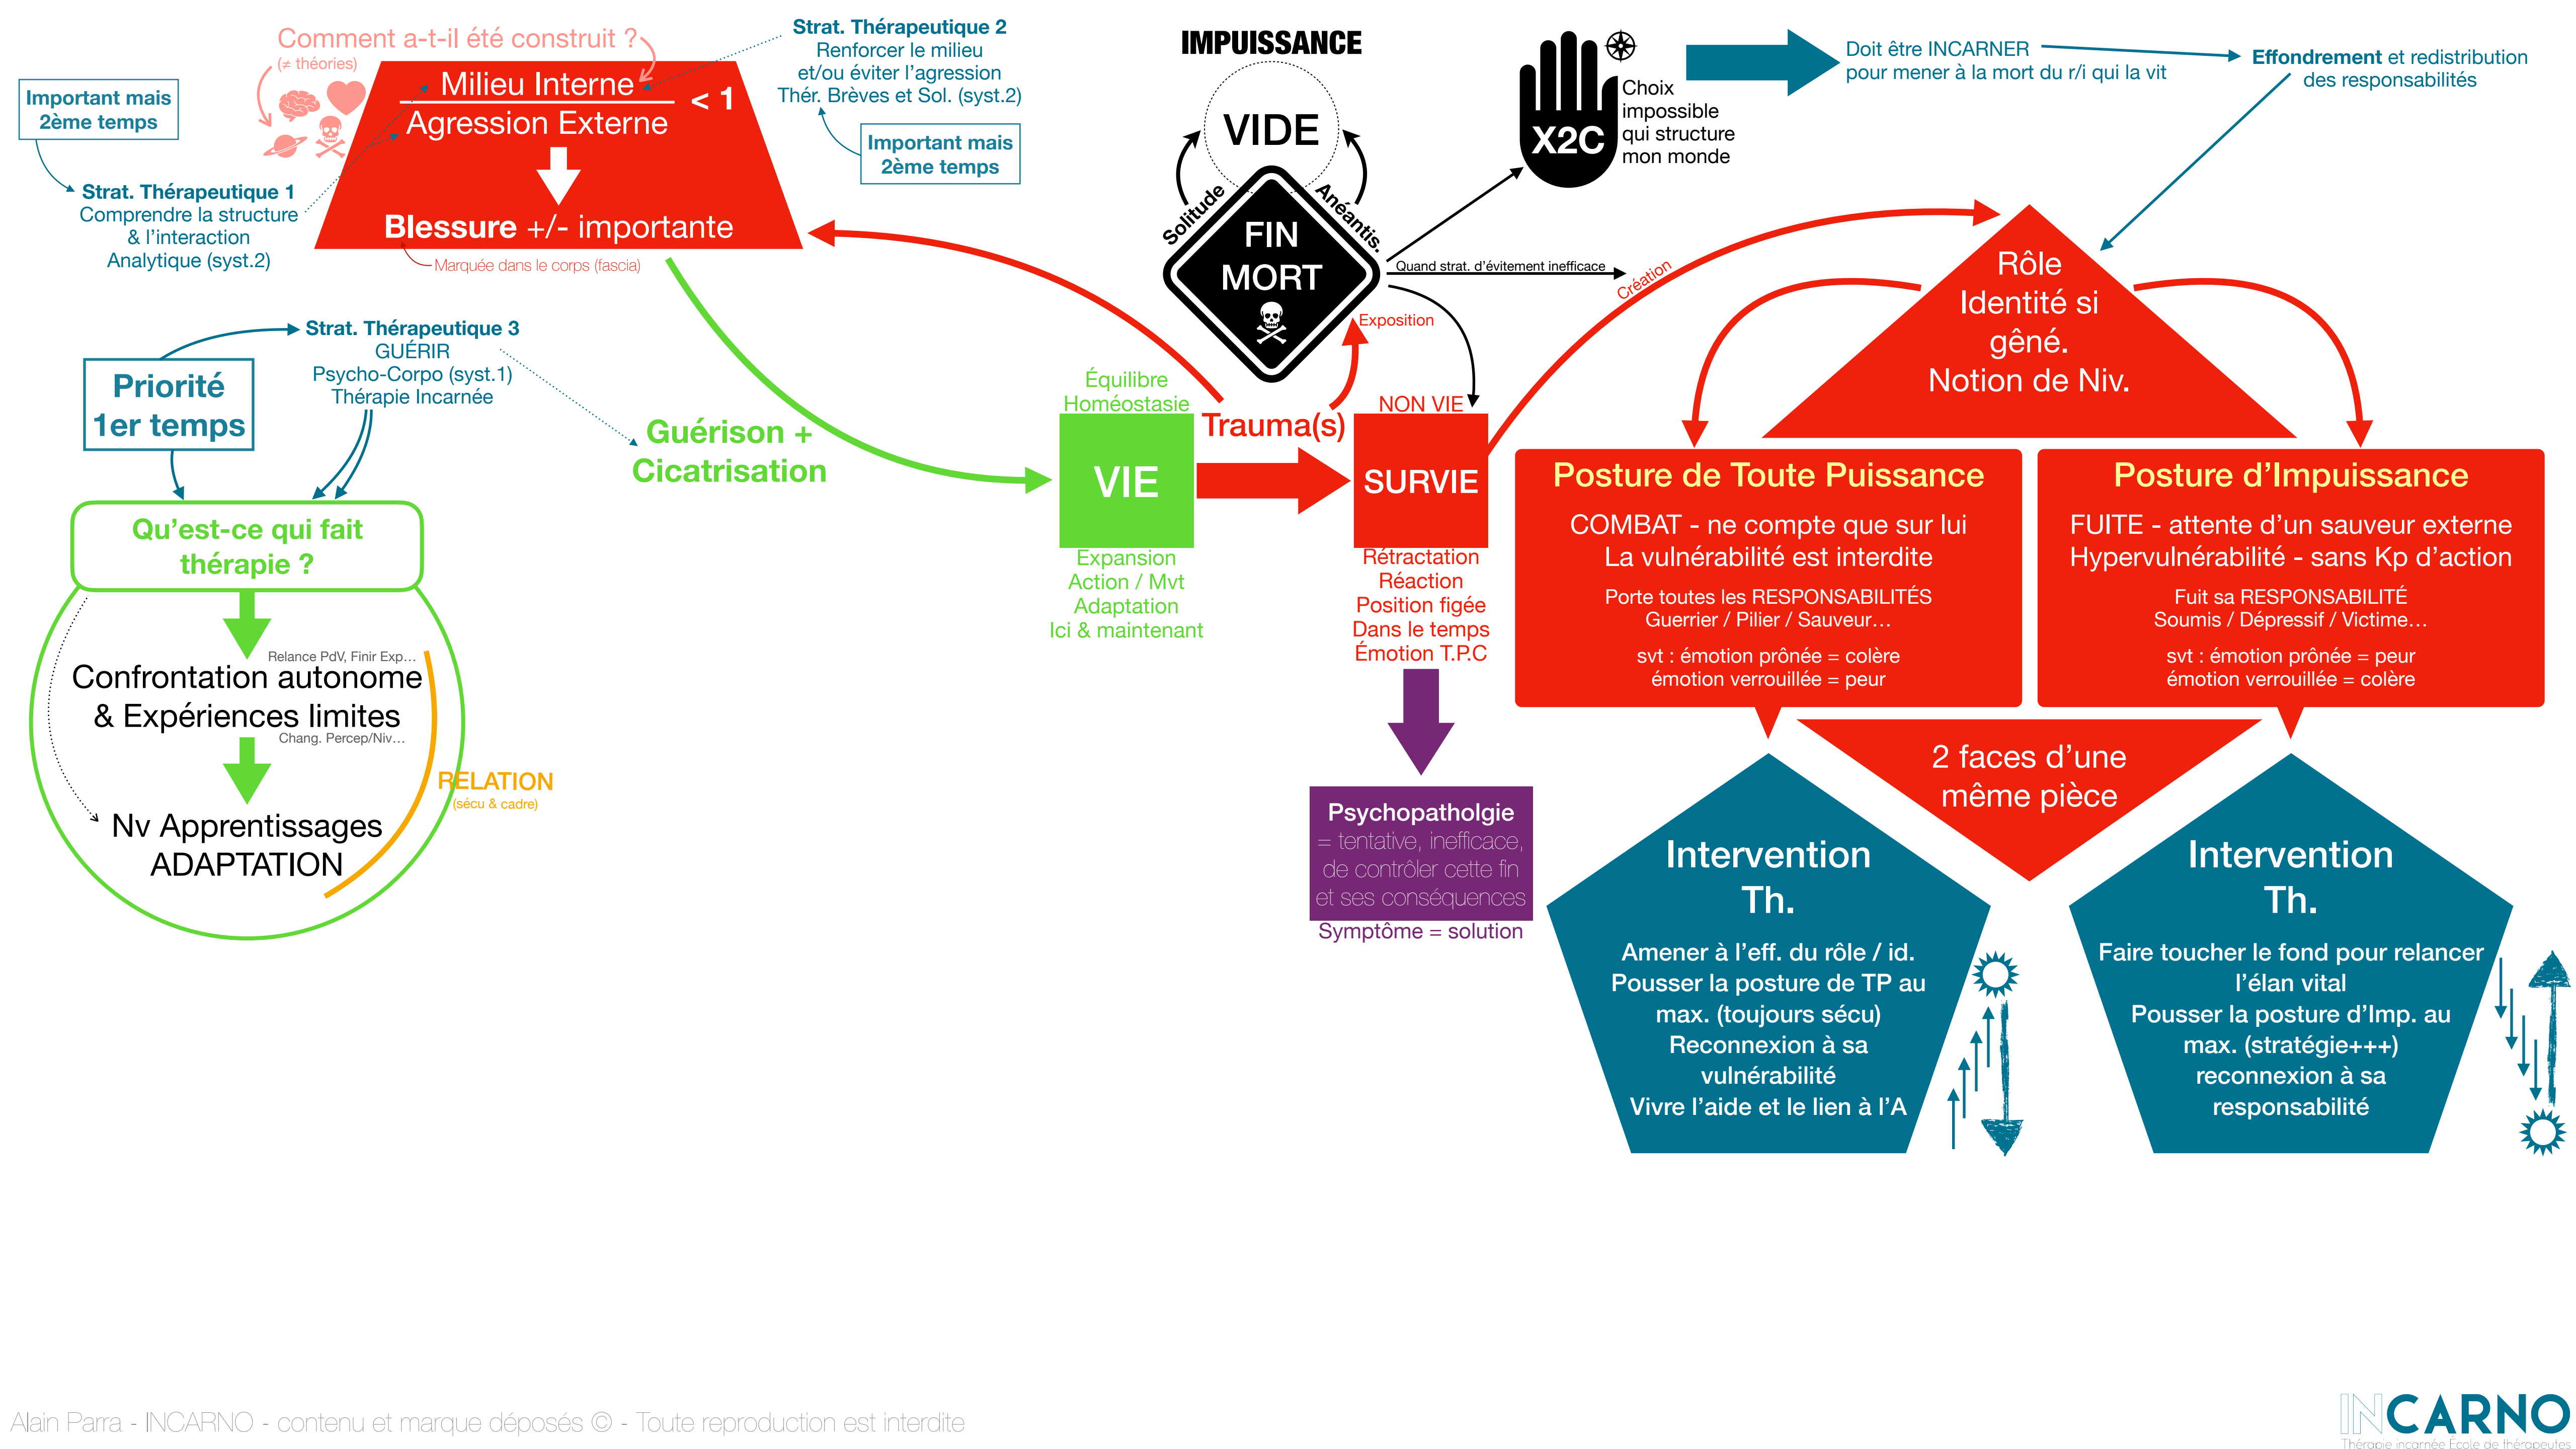 Comment a-t-il été construit ?
(≠ théories)
Important mais
2ème temps
Milieu Interne
Agression Externe
< 1
Blessure +/- importante
Marquée dans le corps (fascia)
Strat. Thérapeutique 1
Comprendre la structure
& l'interaction
Analytique (syst.2)
Strat. Thérapeutique 2
Renforcer le milieu
et/ou éviter l'agression
Thér. Brèves et Sol. (syst.2)
Important mais
2ème temps
Strat. Thérapeutique 3
GUÉRIR
Psycho-Corpo (syst.1)
Thérapie Incarnée
Priorité
1er temps
Guérison +
Cicatrisation
Qu'est-ce qui fait
thérapie ?
Relance PdV, Finir Exp…
Confrontation autonome
& Expériences limites
Chang. Percep/Niv…
Nv Apprentissages
ADAPTATION
RELATION
(sécu & cadre)
IMPUISSANCE
VIDE
Solitude
Anéantis.
FIN
MORT
Exposition
Quand strat. d'évitement inefficace
Création
X2C
Choix
impossible
qui structure
mon monde
Doit être INCARNER
pour mener à la mort du r/i qui la vit
Effondrement et redistribution
des responsabilités
Équilibre
Homéostasie
VIE
Expansion
Action / Mvt
Adaptation
Ici & maintenant
Trauma(s)
NON VIE
SURVIE
Rétractation
Réaction
Position figée
Dans le temps
Émotion T.P.C
Psychopatholgie
= tentative, inefficace,
de contrôler cette fin
et ses conséquences
Symptôme = solution
Rôle
Identité si
gêné.
Notion de Niv.
Posture de Toute Puissance
COMBAT - ne compte que sur lui
La vulnérabilité est interdite
Porte toutes les RESPONSABILITÉS
Guerrier / Pilier / Sauveur…
svt : émotion prônée = colère
émotion verrouillée = peur
Posture d'Impuissance
FUITE - attente d'un sauveur externe
Hypervulnérabilité - sans Kp d'action
Fuit sa RESPONSABILITÉ
Soumis / Dépressif / Victime…
svt : émotion prônée = peur
émotion verrouillée = colère
2 faces d'une
même pièce
Intervention
Th.
Amener à l'eff. du rôle / id.
Pousser la posture de TP au
max. (toujours sécu)
Reconnexion à sa
vulnérabilité
Vivre l'aide et le lien à l'A
Intervention
Th.
Faire toucher le fond pour relancer
l'élan vital
Pousser la posture d'Imp. au
max. (stratégie+++)
reconnexion à sa
responsabilité
Alain Parra - INCARNO - contenu et marque déposés © - Toute reproduction est interdite
INCARNO
Thérapie incarnée École de thérapeutes